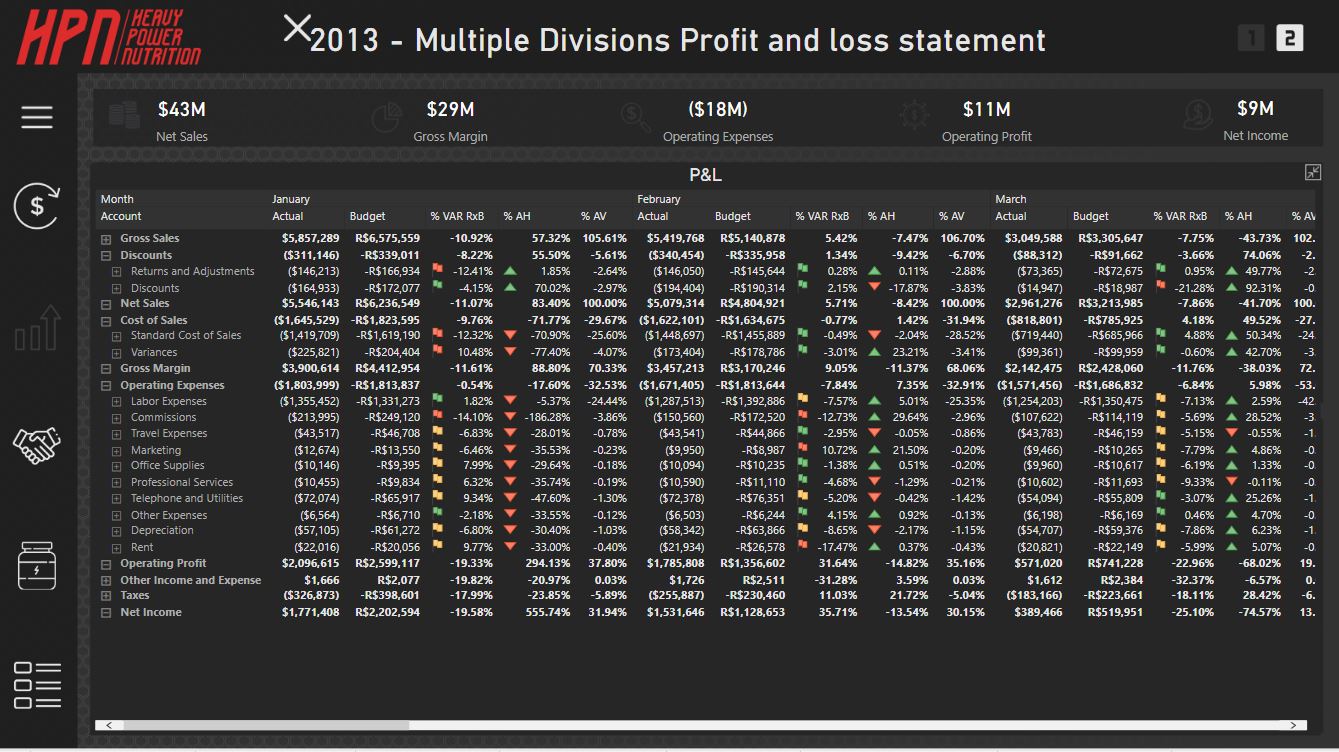 HPN HEAVY POWER NUTRITION
2013 - Multiple Divisions Profit and loss statement
1 2
$43M $29M ($18M) $11M $9M
Net Sales Gross Margin Operating Expenses Operating Profit Net Income
P&L
Month January February March
Account Actual Budget % VAR RxB % AH % AV Actual Budget % VAR RxB % AH % AV Actual Budget % VAR RxB % AH % AV
Gross Sales $5,857,289 R$6,575,559 -10.92% 57.32% 105.61% $5,419,768 R$5,140,878 5.42% -7.47% 106.70% $3,049,588 R$3,305,647 -7.75% -43.73% 102.
Discounts ($311,146) -R$339,011 -8.22% 55.50% -5.61% ($340,454) -R$335,958 1.34% -9.42% -6.70% ($88,312) -R$91,662 -3.66% 74.06% -2.
Returns and Adjustments ($146,213) -R$166,934 -12.41% 1.85% -2.64% ($146,050) -R$145,644 0.28% 0.11% -2.88% ($73,365) -R$72,675 0.95% 49.77% -2.
Discounts ($164,933) -R$172,077 -4.15% 70.02% -2.97% ($194,404) -R$190,314 2.15% -17.87% -3.83% ($14,947) -R$18,987 -21.28% 92.31% -0.
Net Sales $5,546,143 R$6,236,549 -11.07% 83.40% 100.00% $5,079,314 R$4,804,921 5.71% -8.42% 100.00% $2,961,276 R$3,213,985 -7.86% -41.70% 100.
Cost of Sales ($1,645,529) -R$1,823,595 -9.76% -71.77% -29.67% ($1,622,101) -R$1,634,675 -0.77% 1.42% -31.94% ($818,801) -R$785,925 4.18% 49.52% -27.
Standard Cost of Sales ($1,419,709) -R$1,619,190 -12.32% -70.90% -25.60% ($1,448,697) -R$1,455,889 -0.49% -2.04% -28.52% ($719,440) -R$685,966 4.88% 50.34% -24.
Variances ($225,821) -R$204,404 10.48% -77.40% -4.07% ($173,404) -R$178,786 -3.01% 23.21% -3.41% ($99,361) -R$99,959 -0.60% 42.70% -3.
Gross Margin $3,900,614 R$4,412,954 -11.61% 88.80% 70.33% $3,457,213 R$3,170,246 9.05% -11.37% 68.06% $2,142,475 R$2,428,060 -11.76% -38.03% 72.
Operating Expenses ($1,803,999) -R$1,813,837 -0.54% -17.60% -32.53% ($1,671,405) -R$1,813,644 -7.84% 7.35% -32.91% ($1,571,456) -R$1,686,832 -6.84% 5.98% -53.
Labor Expenses ($1,355,452) -R$1,331,273 1.82% -5.37% -24.44% ($1,287,513) -R$1,392,886 -7.57% 5.01% -25.35% ($1,254,203) -R$1,350,475 -7.13% 2.59% -42.
Commissions ($213,995) -R$249,120 -14.10% -186.28% -3.86% ($150,560) -R$172,520 -12.73% 29.64% -2.96% ($107,622) -R$114,119 -5.69% 28.52% -3.
Travel Expenses ($43,517) -R$46,708 -6.83% -28.01% -0.78% ($43,541) -R$44,866 -2.95% -0.05% -0.86% ($43,783) -R$46,159 -5.15% -0.55% -1.
Marketing ($12,674) -R$13,550 -6.46% -35.53% -0.23% ($9,950) -R$8,987 10.72% 21.50% -0.20% ($9,466) -R$10,265 -7.79% 4.86% -0.
Office Supplies ($10,146) -R$9,395 7.99% -29.64% -0.18% ($10,094) -R$10,235 -1.38% 0.51% -0.20% ($9,960) -R$10,617 -6.19% 1.33% -0.
Professional Services ($10,455) -R$9,834 6.32% -35.74% -0.19% ($10,590) -R$11,110 -4.68% -1.29% -0.21% ($10,602) -R$11,693 -9.33% -0.11% -0.
Telephone and Utilities ($72,074) -R$65,917 9.34% -47.60% -1.30% ($72,378) -R$76,351 -5.20% -0.42% -1.42% ($54,094) -R$55,809 -3.07% 25.26% -1.
Other Expenses ($6,564) -R$6,710 -2.18% -33.55% -0.12% ($6,503) -R$6,244 4.15% 0.92% -0.13% ($6,198) -R$6,169 0.46% 4.70% -0.
Depreciation ($57,105) -R$61,272 -6.80% -30.40% -1.03% ($58,342) -R$63,866 -8.65% -2.17% -1.15% ($54,707) -R$59,376 -7.86% 6.23% -1.
Rent ($22,016) -R$20,056 9.77% -33.00% -0.40% ($21,934) -R$26,578 -17.47% 0.37% -0.43% ($20,821) -R$22,149 -5.99% 5.07% -0.
Operating Profit $2,096,615 R$2,599,117 -19.33% 294.13% 37.80% $1,785,808 R$1,356,602 31.64% -14.82% 35.16% $571,020 R$741,228 -22.96% -68.02% 19.
Other Income and Expense $1,666 R$2,077 -19.82% -20.97% 0.03% $1,726 R$2,511 -31.28% 3.59% 0.03% $1,612 R$2,384 -32.37% -6.57% 0.
Taxes ($326,873) -R$398,601 -17.99% -23.85% -5.89% ($255,887) -R$230,460 11.03% 21.72% -5.04% ($183,166) -R$223,661 -18.11% 28.42% -6.
Net Income $1,771,408 R$2,202,594 -19.58% 555.74% 31.94% $1,531,646 R$1,128,653 35.71% -13.54% 30.15% $389,466 R$519,951 -25.10% -74.57% 13.